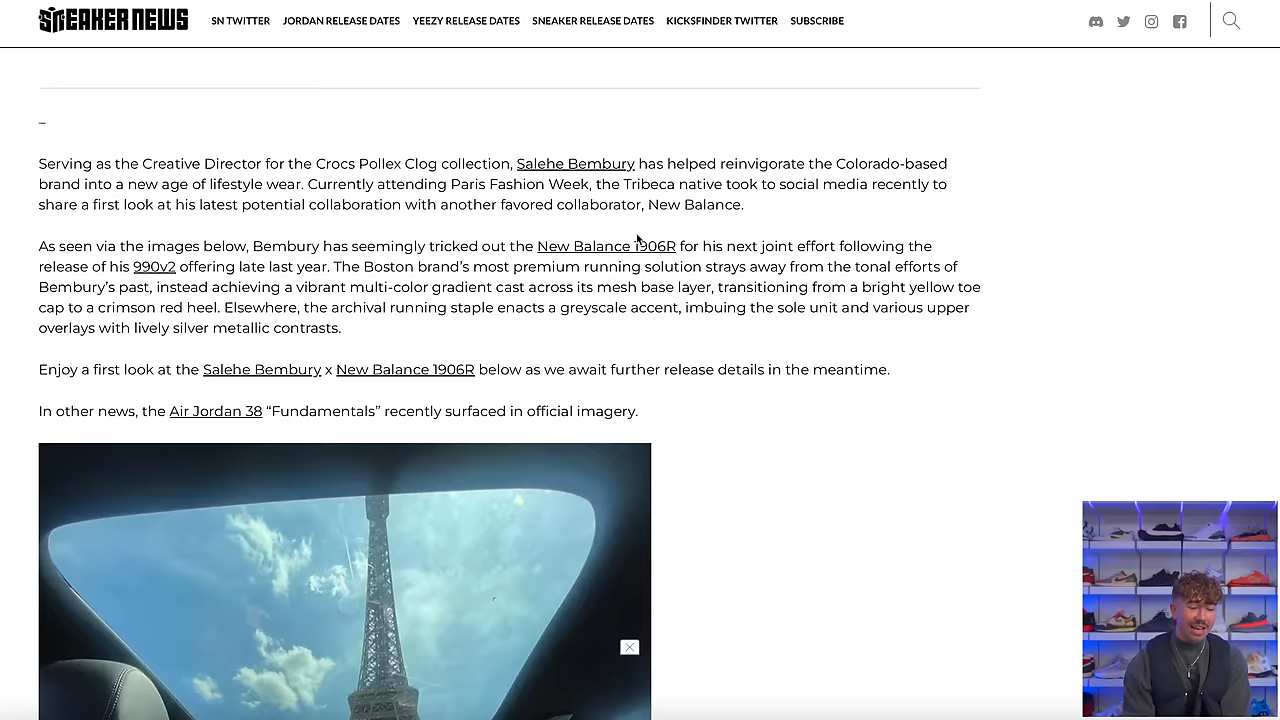 SNEAKER NEWS
SN TWITTER JORDAN RELEASE DATES YEEZY RELEASE DATES SNEAKER RELEASE DATES KICKSFINDER TWITTER SUBSCRIBE
–
Serving as the Creative Director for the Crocs Pollex Clog collection, Salehe Bembury has helped reinvigorate the Colorado-based
brand into a new age of lifestyle wear. Currently attending Paris Fashion Week, the Tribeca native took to social media recently to
share a first look at his latest potential collaboration with another favored collaborator, New Balance.
As seen via the images below, Bembury has seemingly tricked out the New Balance 1906R for his next joint effort following the
release of his 990v2 offering late last year. The Boston brand’s most premium running solution strays away from the tonal efforts of
Bembury’s past, instead achieving a vibrant multi-color gradient cast across its mesh base layer, transitioning from a bright yellow toe
cap to a crimson red heel. Elsewhere, the archival running staple enacts a greyscale accent, imbuing the sole unit and various upper
overlays with lively silver metallic contrasts.
Enjoy a first look at the Salehe Bembury x New Balance 1906R below as we await further release details in the meantime.
In other news, the Air Jordan 38 “Fundamentals” recently surfaced in official imagery.